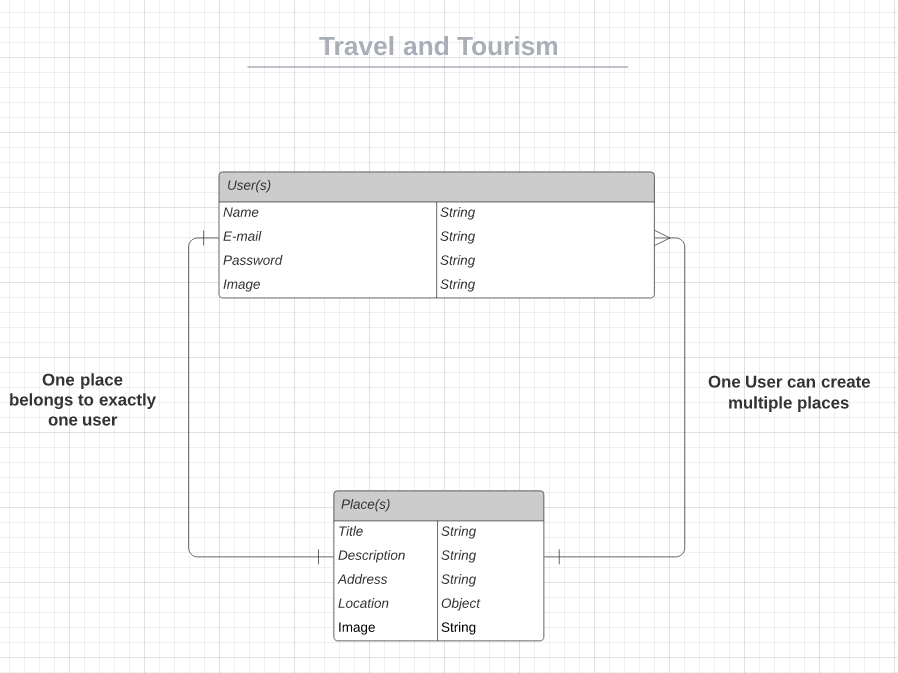 Travel and Tourism
User(s)
Name String
E-mail String
Password String
Image String
One place
belongs to exactly
one user
One User can create
multiple places
Place(s)
Title String
Description String
Address String
Location Object
Image String